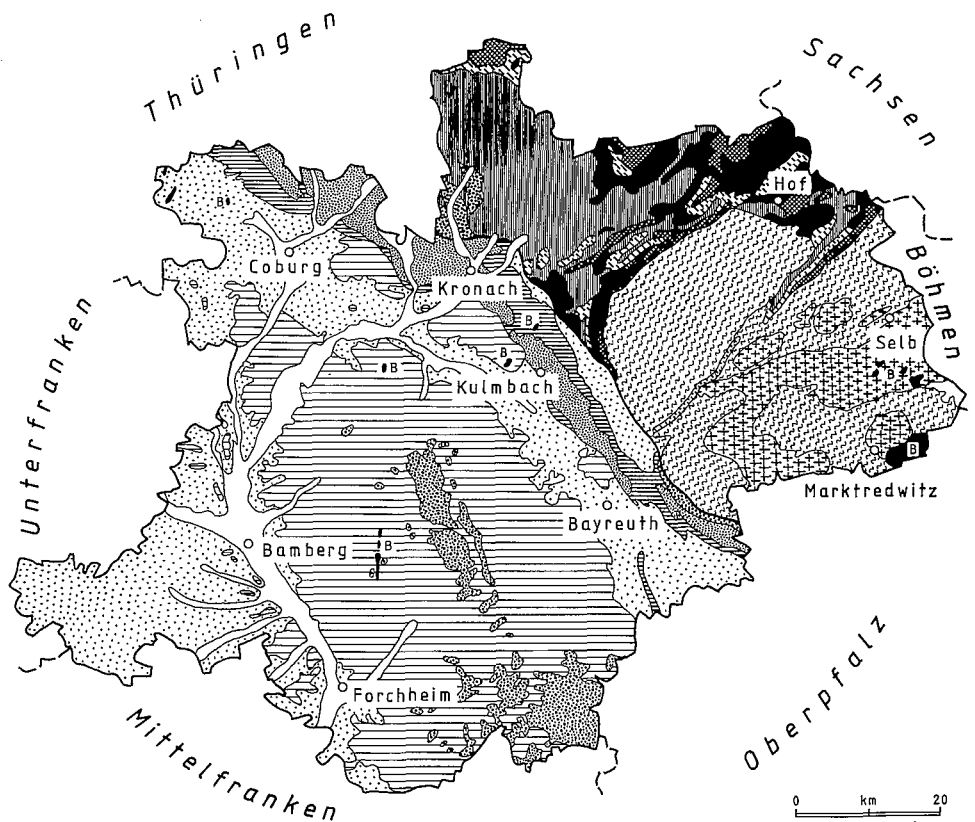 Thüringen
Sachsen
Hof
B
Böhmen
Coburg
Kronach
Unterfranken
B
Selb
B
B
B
Kulmbach
B
Marktredwitz
Bayreuth
Bamberg
B
Oberpfalz
Forchheim
Mittelfranken
0 km 20